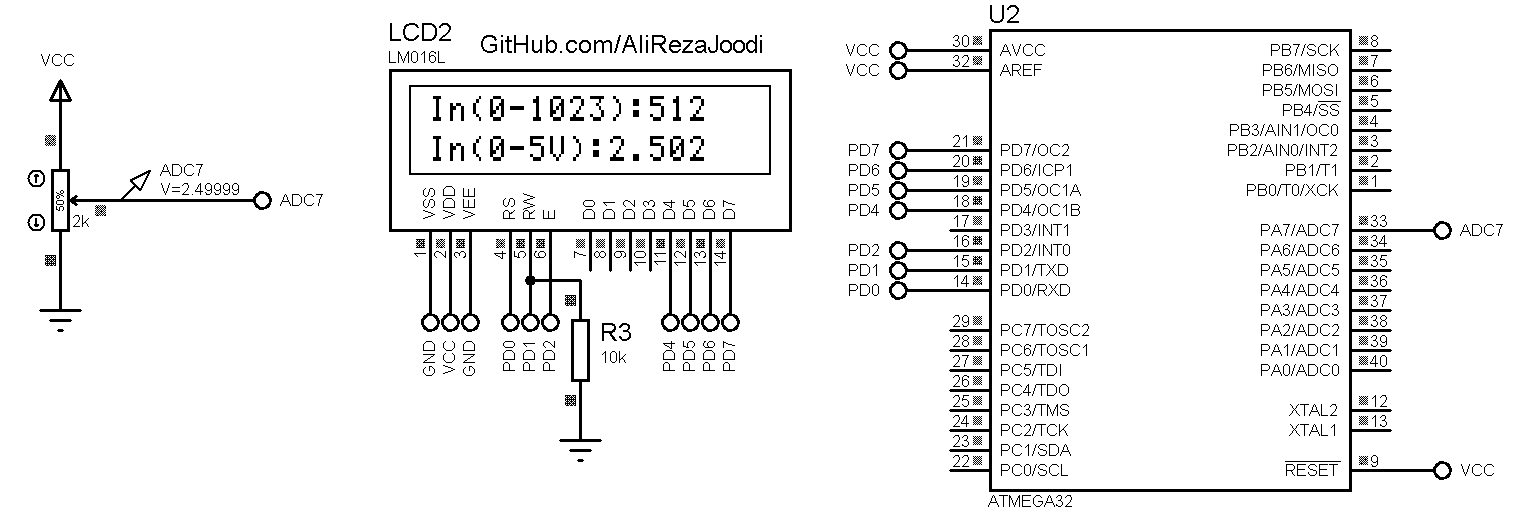 VCC
50%
2k
ADC7
V=2.49999
ADC7
LCD2
LM016L
GitHub.com/AliRezaJoodi
In(0-1023):512
In(0-5V):2.502
VSS VDD VEE RS RW E D0 D1 D2 D3 D4 D5 D6 D7
1 2 3 4 5 6 7 8 9 10 11 12 13 14
GND VCC GND PD0 PD1 PD2 PD4 PD5 PD6 PD7
R3
10k
U2
VCC 30 AVCC
VCC 32 AREF
PD7 21 PD7/OC2
PD6 20 PD6/ICP1
PD5 19 PD5/OC1A
PD4 18 PD4/OC1B
17 PD3/INT1
PD2 16 PD2/INT0
PD1 15 PD1/TXD
PD0 14 PD0/RXD
29 PC7/TOSC2
28 PC6/TOSC1
27 PC5/TDI
26 PC4/TDO
25 PC3/TMS
24 PC2/TCK
23 PC1/SDA
22 PC0/SCL
PB7/SCK 8
PB6/MISO 7
PB5/MOSI 6
PB4/SS 5
PB3/AIN1/OC0 4
PB2/AIN0/INT2 3
PB1/T1 2
PB0/T0/XCK 1
PA7/ADC7 33 ADC7
PA6/ADC6 34
PA5/ADC5 35
PA4/ADC4 36
PA3/ADC3 37
PA2/ADC2 38
PA1/ADC1 39
PA0/ADC0 40
XTAL2 12
XTAL1 13
RESET 9 VCC
ATMEGA32